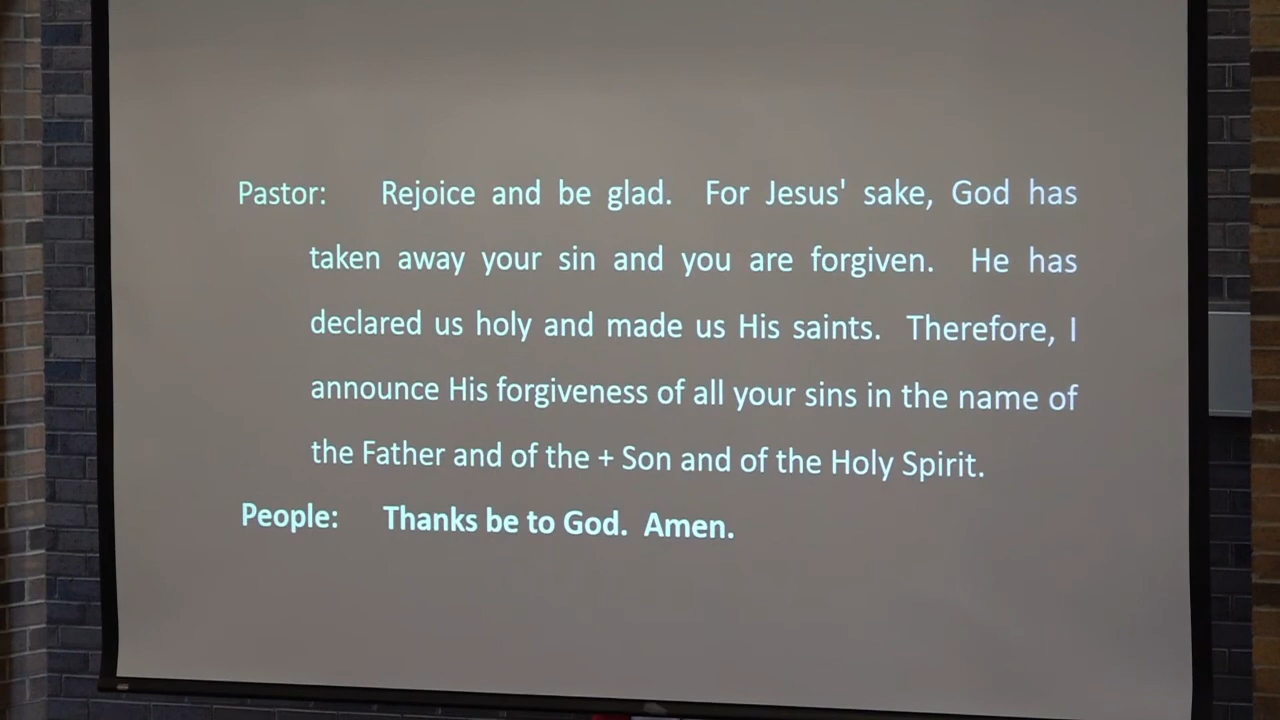 Pastor: Rejoice and be glad. For Jesus' sake, God has
taken away your sin and you are forgiven. He has
declared us holy and made us His saints. Therefore, I
announce His forgiveness of all your sins in the name of
the Father and of the + Son and of the Holy Spirit.
People: Thanks be to God. Amen.